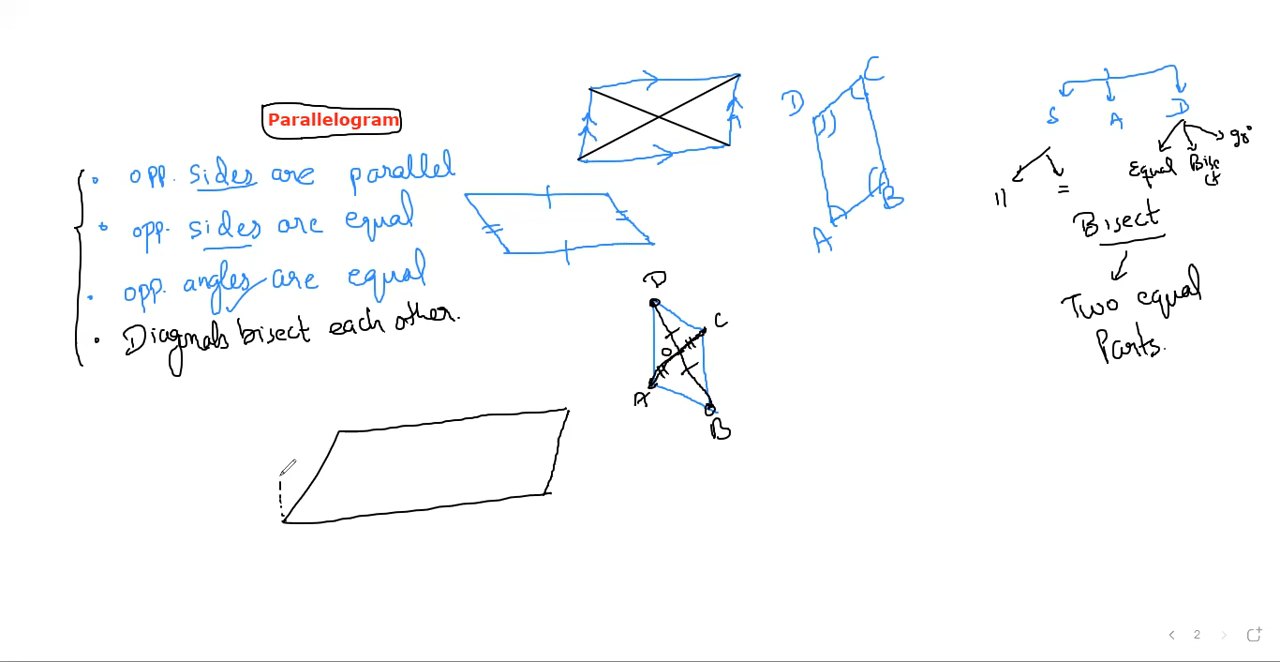 Parallelogram
• opp. sides are parallel
• opp. sides are equal
• opp. angles are equal
• Diagonals bisect each other.
D
C
A
B
D
C
O
A
B
S A D
|| =
Equal Bisect 90°
Bisect
Two equal
Parts.
2